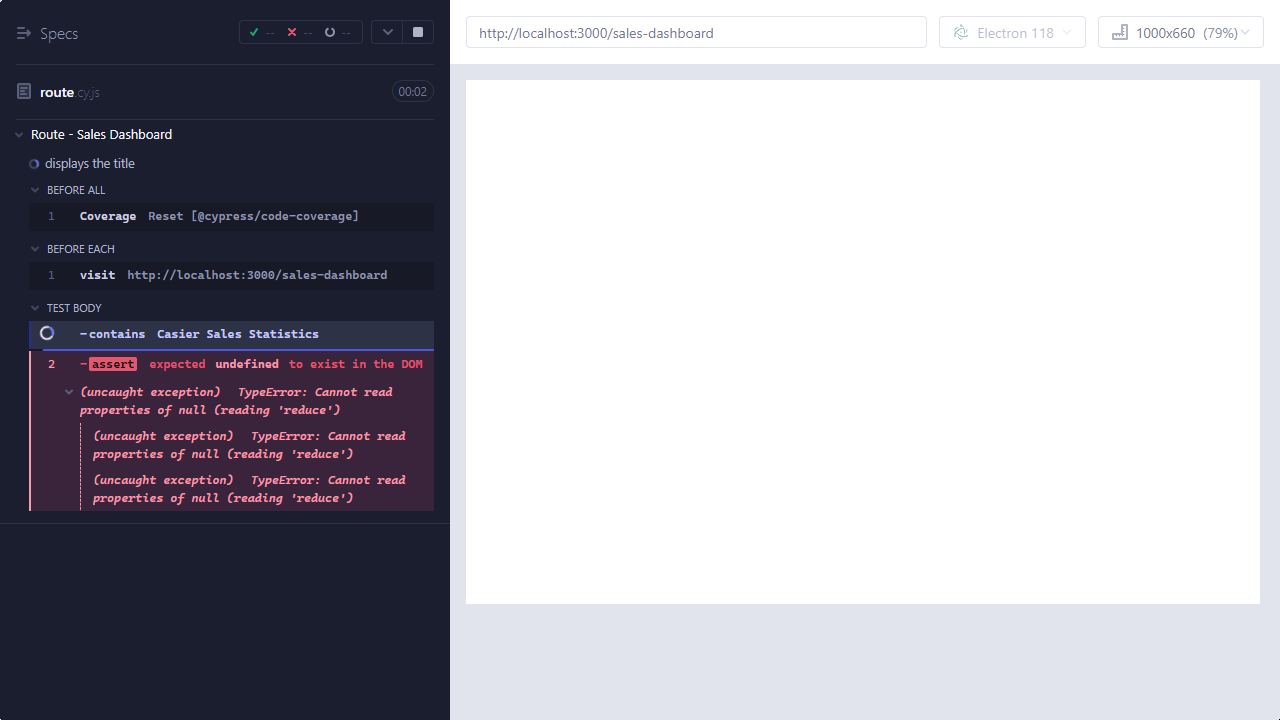 Specs
-- -- --
http://localhost:3000/sales-dashboard
Electron 118
1000x660 (79%)
route.cy.js
00:02
Route - Sales Dashboard
displays the title
BEFORE ALL
1 Coverage Reset [@cypress/code-coverage]
BEFORE EACH
1 visit http://localhost:3000/sales-dashboard
TEST BODY
-contains Casier Sales Statistics
2 -assert expected undefined to exist in the DOM
(uncaught exception) TypeError: Cannot read
properties of null (reading 'reduce')
(uncaught exception) TypeError: Cannot read
properties of null (reading 'reduce')
(uncaught exception) TypeError: Cannot read
properties of null (reading 'reduce')